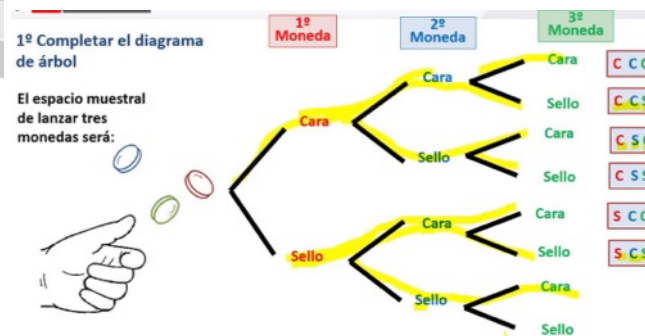 1º Completar el diagrama
de árbol
El espacio muestral
de lanzar tres
monedas será:
1º
Moneda
2º
Moneda
3º
Moneda
Cara
Sello
Cara
Sello
Cara
Sello
Cara
Sello
Cara
Sello
Cara
Sello
Cara
Sello
C C
C C S
C S
C S S
S C
S C S